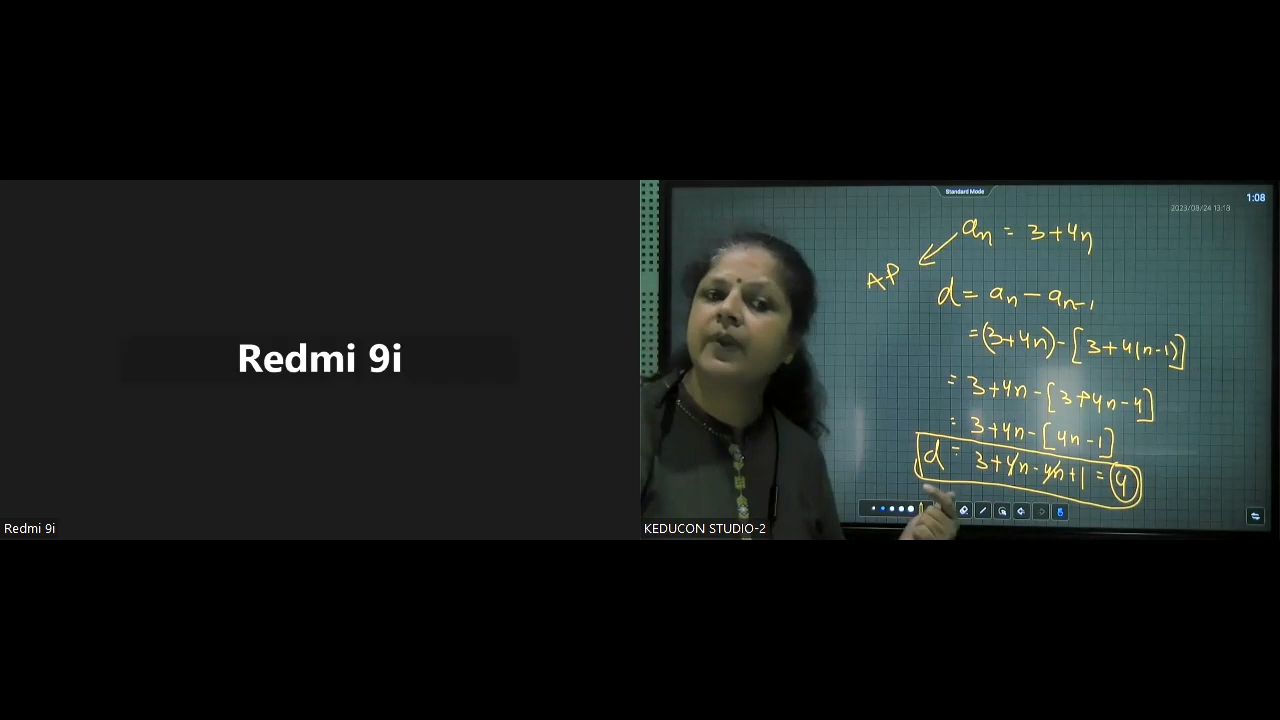 Redmi 9i
Redmi 9i
Standard Mode
1:08
2023/08/24 13:18
an = 3+4n
AP
d = an - an-1
= (3+4n) - [3+4(n-1)]
= 3+4n - [3+4n-4]
= 3+4n - [4n-1]
d = 3+4n-4n+1 = 4
KEDUCON STUDIO-2